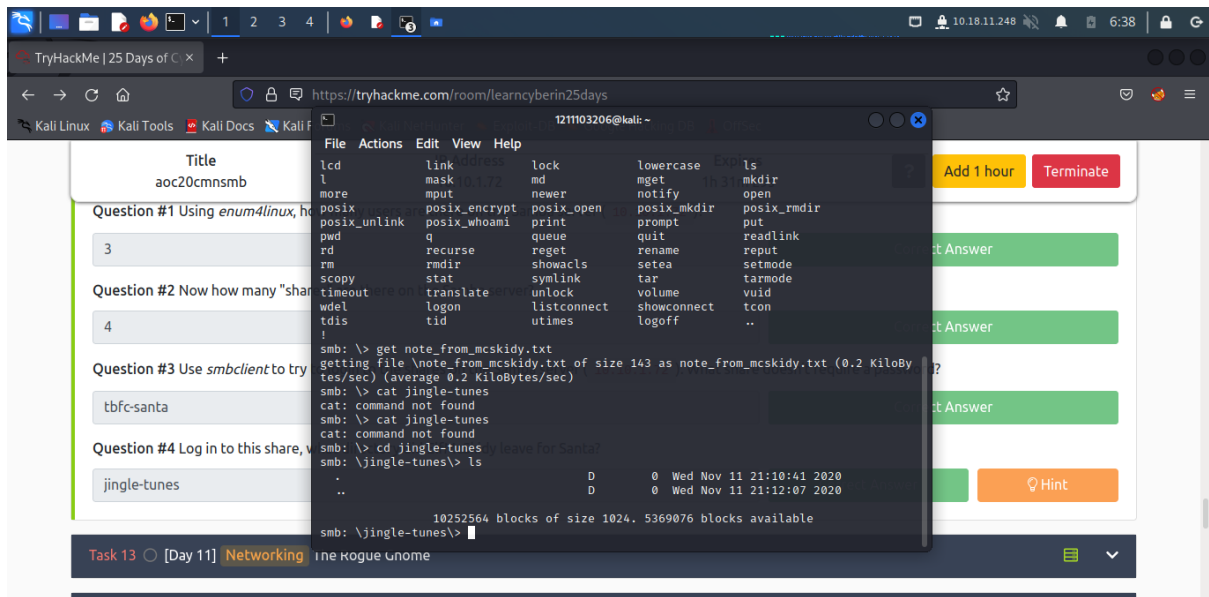 1 2 3 4
10.18.11.248
6:38
TryHackMe | 25 Days of C
https://tryhackme.com/room/learncyberin25days
Kali Linux
Kali Tools
Kali Docs
Title
aoc20cmnsmb
Add 1 hour
Terminate
Question #1 Using enum4linux,
3
Question #2 Now how many "shar
4
Question #3 Use smbclient to try
tbfc-santa
ct Answer
ct Answer
ct Answer
Question #4 Log in to this share,
jingle-tunes
Hint
Task 13 [Day 11] Networking The Rogue Gnome
1211103206@kali: ~
File Actions Edit View Help
lcd link lock lowercase ls
l mask md mget mkdir
more mput newer notify open
posix posix_encrypt posix_open posix_mkdir posix_rmdir
posix_unlink posix_whoami print prompt put
pwd q queue quit readlink
rd recurse reget rename reput
rm rmdir showacls setea setmode
scopy stat symlink tar tarmode
timeout translate unlock volume vuid
wdel logon listconnect showconnect tcon
tdis tid utimes logoff ..
!
smb: \> get note_from_mcskidy.txt
getting file \note_from_mcskidy.txt of size 143 as note_from_mcskidy.txt (0.2 KiloBy
tes/sec) (average 0.2 KiloBytes/sec)
smb: \> cat jingle-tunes
cat: command not found
smb: \> cat jingle-tunes
cat: command not found
smb: \> cd jingle-tunes
smb: \jingle-tunes\> ls
. D 0 Wed Nov 11 21:10:41 2020
.. D 0 Wed Nov 11 21:12:07 2020
10252564 blocks of size 1024. 5369076 blocks available
smb: \jingle-tunes\>